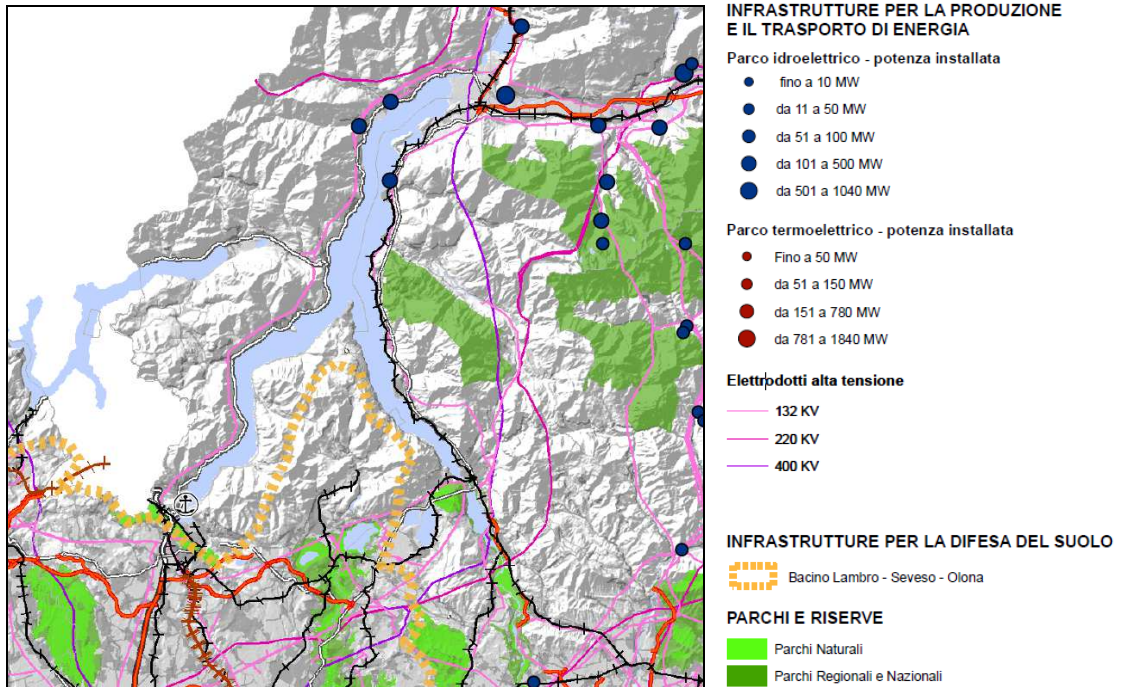 INFRASTRUTTURE PER LA PRODUZIONE
E IL TRASPORTO DI ENERGIA
Parco idroelettrico - potenza installata
fino a 10 MW
da 11 a 50 MW
da 51 a 100 MW
da 101 a 500 MW
da 501 a 1040 MW
Parco termoelettrico - potenza installata
Fino a 50 MW
da 51 a 150 MW
da 151 a 780 MW
da 781 a 1840 MW
Elettrodotti alta tensione
132 KV
220 KV
400 KV
INFRASTRUTTURE PER LA DIFESA DEL SUOLO
Bacino Lambro - Seveso - Olona
PARCHI E RISERVE
Parchi Naturali
Parchi Regionali e Nazionali